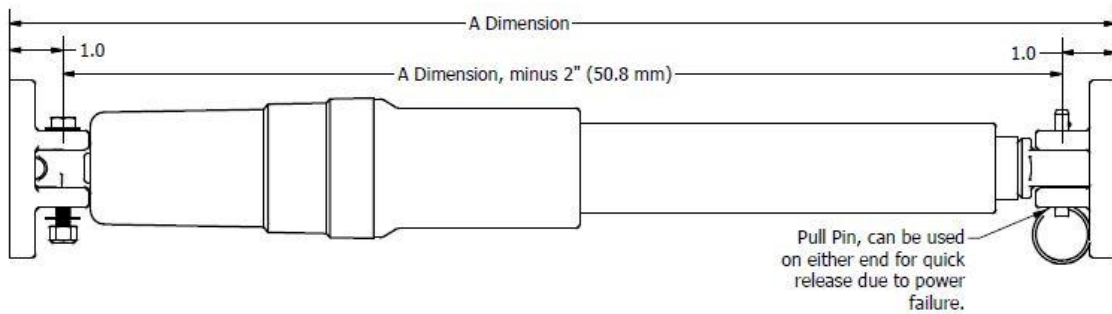 A Dimension
1.0
1.0
A Dimension, minus 2" (50.8 mm)
Pull Pin, can be used
on either end for quick
release due to power
failure.